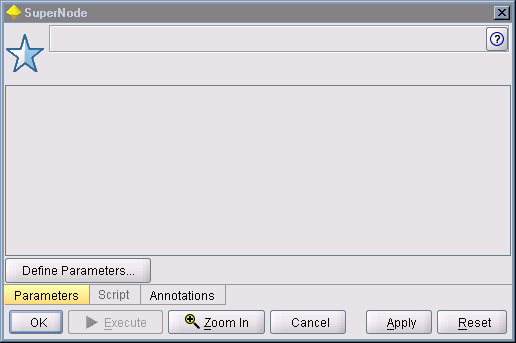 SuperNode
?
Define Parameters...
Parameters Script Annotations
OK Execute Zoom In Cancel Apply Reset